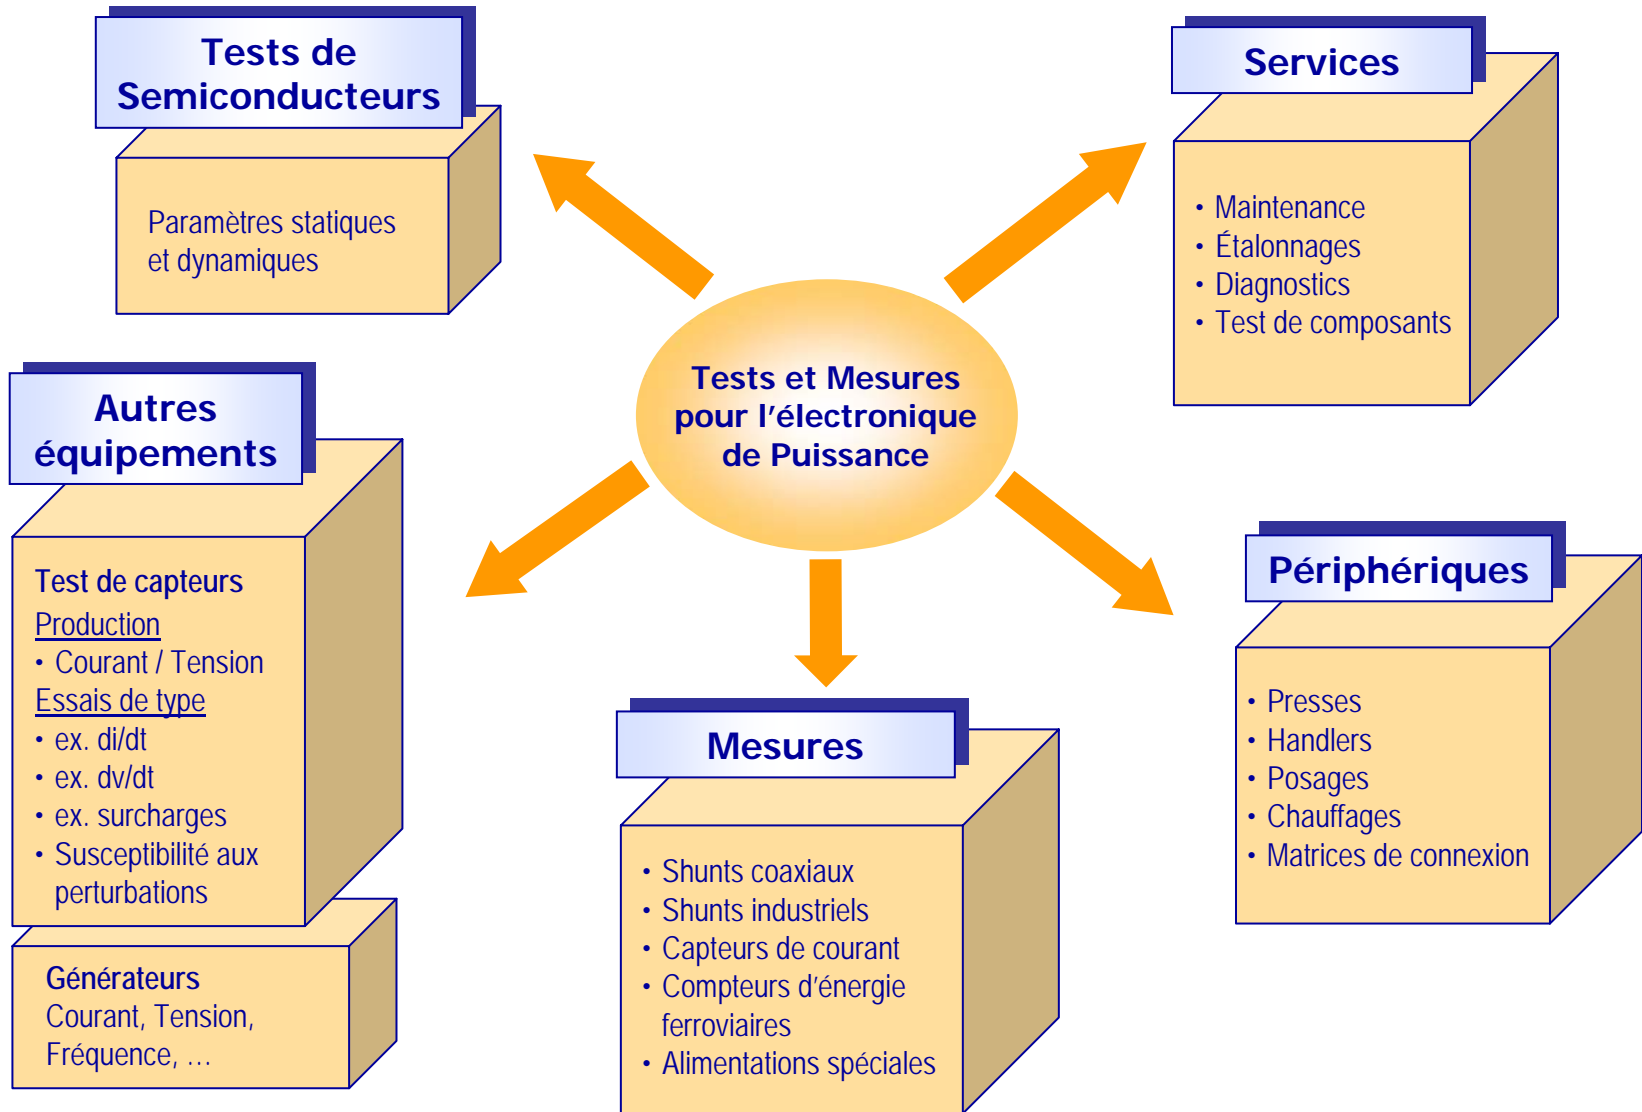 Tests de
Semiconducteurs
Paramètres statiques
et dynamiques
Services
• Maintenance
• Étalonnages
• Diagnostics
• Test de composants
Tests et Mesures
pour l'électronique
de Puissance
Autres
équipements
Test de capteurs
Production
• Courant / Tension
Essais de type
• ex. di/dt
• ex. dv/dt
• ex. surcharges
• Susceptibilité aux
perturbations
Générateurs
Courant, Tension,
Fréquence, ...
Mesures
• Shunts coaxiaux
• Shunts industriels
• Capteurs de courant
• Compteurs d'énergie
ferroviaires
• Alimentations spéciales
Périphériques
• Presses
• Handlers
• Posages
• Chauffages
• Matrices de connexion